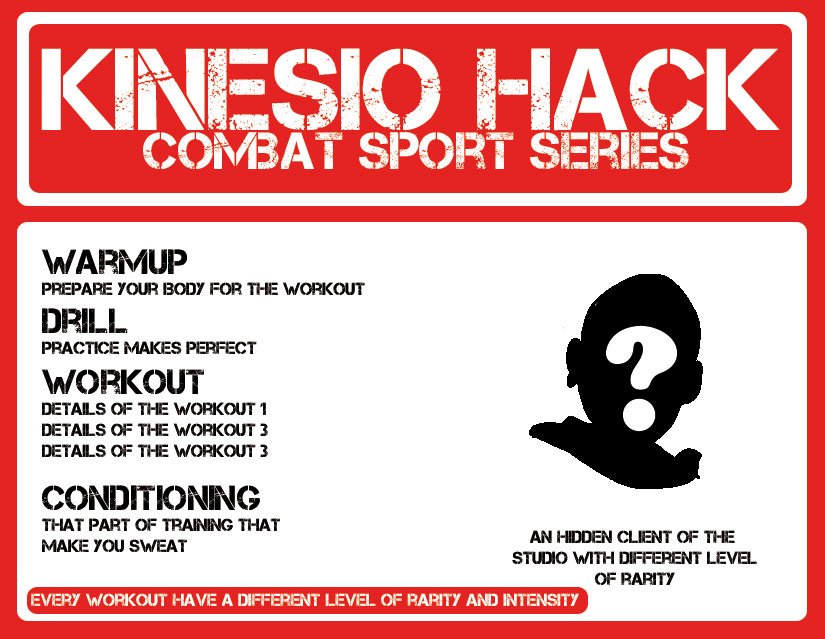 KINESIO HACK
COMBAT SPORT SERIES
WARMUP
PREPARE YOUR BODY FOR THE WORKOUT
DRILL
PRACTICE MAKES PERFECT
WORKOUT
DETAILS OF THE WORKOUT 1
DETAILS OF THE WORKOUT 3
DETAILS OF THE WORKOUT 3
CONDITIONING
THAT PART OF TRAINING THAT
MAKE YOU SWEAT
?
AN HIDDEN CLIENT OF THE
STUDIO WITH DIFFERENT LEVEL
OF RARITY
EVERY WORKOUT HAVE A DIFFERENT LEVEL OF RARITY AND INTENSITY